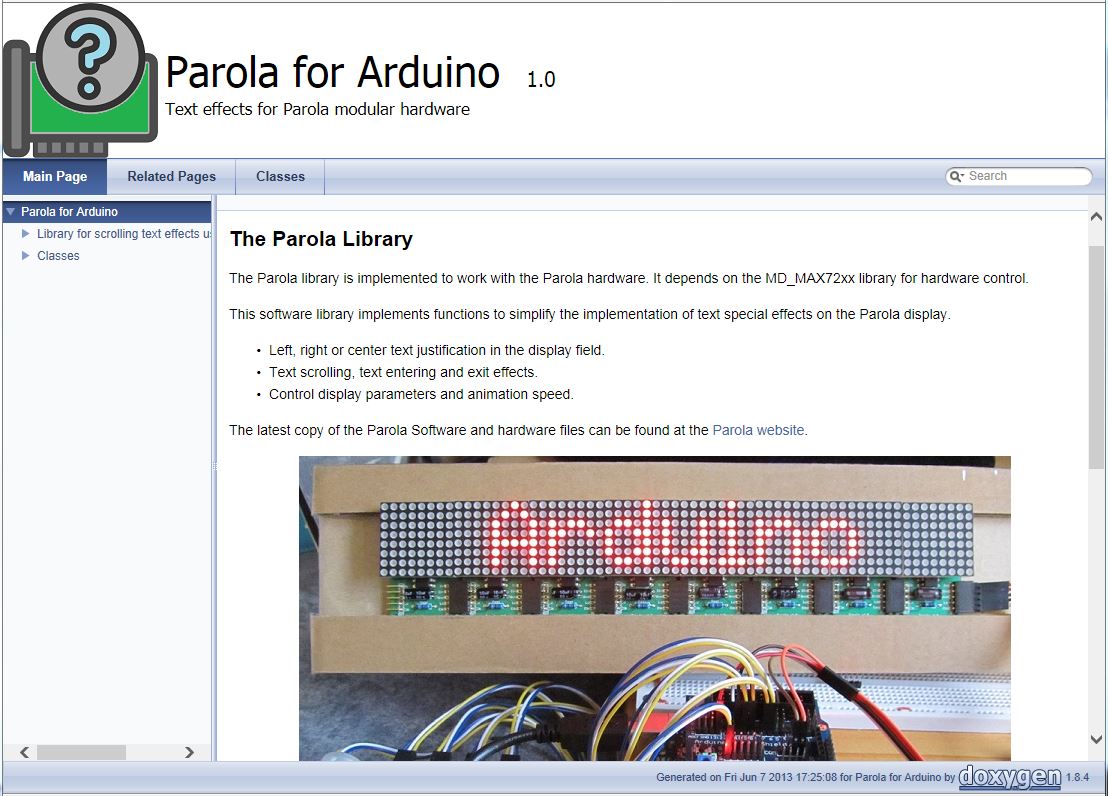 Parola for Arduino 1.0
Text effects for Parola modular hardware
Main Page
Related Pages
Classes
Search
Parola for Arduino
Library for scrolling text effects u
Classes
The Parola Library
The Parola library is implemented to work with the Parola hardware. It depends on the MD_MAX72xx library for hardware control.
This software library implements functions to simplify the implementation of text special effects on the Parola display.
• Left, right or center text justification in the display field.
• Text scrolling, text entering and exit effects.
• Control display parameters and animation speed.
The latest copy of the Parola Software and hardware files can be found at the Parola website.
Arduino
Generated on Fri Jun 7 2013 17:25:08 for Parola for Arduino by doxygen 1.8.4